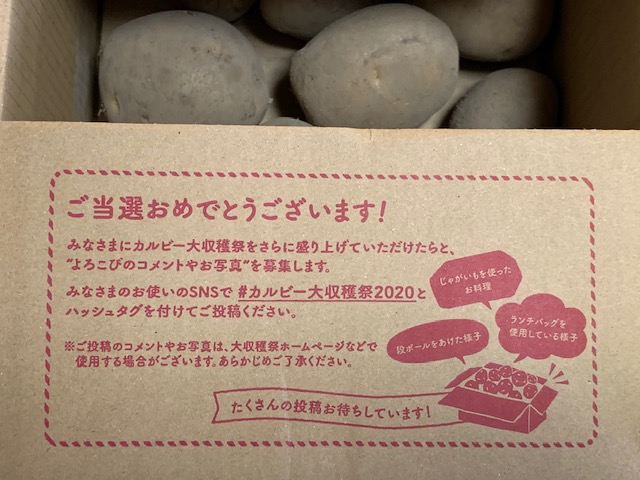 ご当選おめでとうございます!
みなさまにカルビー大収穫祭をさらに盛り上げていただけたらと、
“よろこびのコメントやお写真”を募集します。
みなさまのお使いのSNSで #カルビー大収穫祭2020と
ハッシュタグを付けてご投稿ください。
※ご投稿のコメントやお写真は、大収穫祭ホームページなどで
使用する場合がございます。あらかじめご了承ください。
じゃがいもを使った
お料理
ランチバッグを
使用している様子
段ボールをあけた様子
たくさんの投稿お待ちしています!